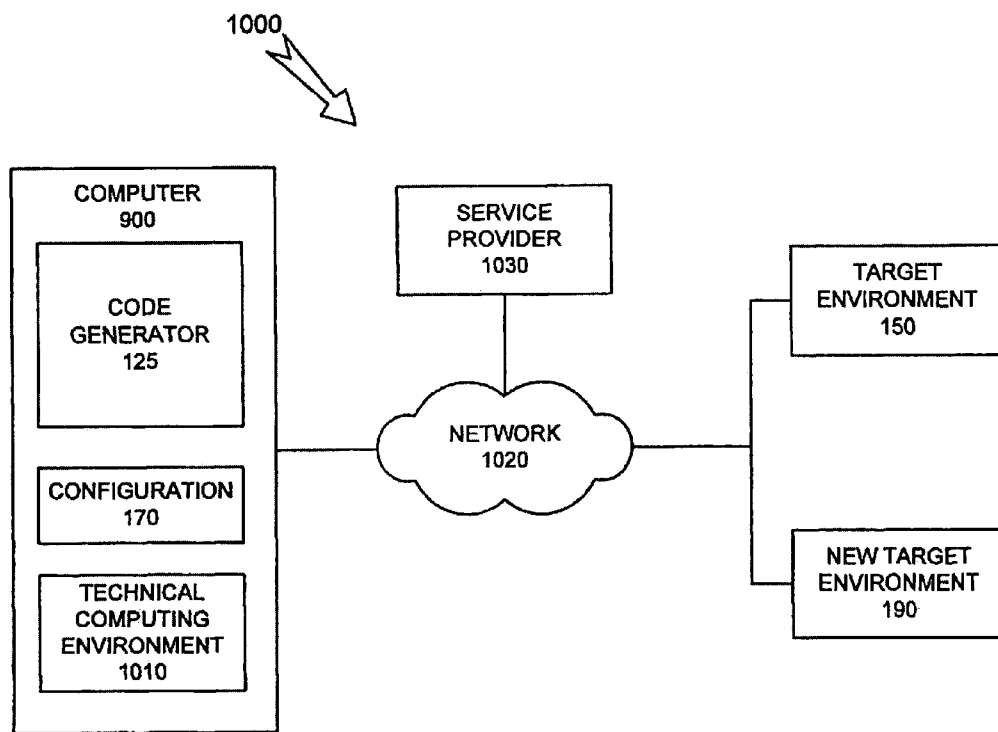 1000
COMPUTER
900
CODE
GENERATOR
125
CONFIGURATION
170
TECHNICAL
COMPUTING
ENVIRONMENT
1010
SERVICE
PROVIDER
1030
NETWORK
1020
TARGET
ENVIRONMENT
150
NEW TARGET
ENVIRONMENT
190